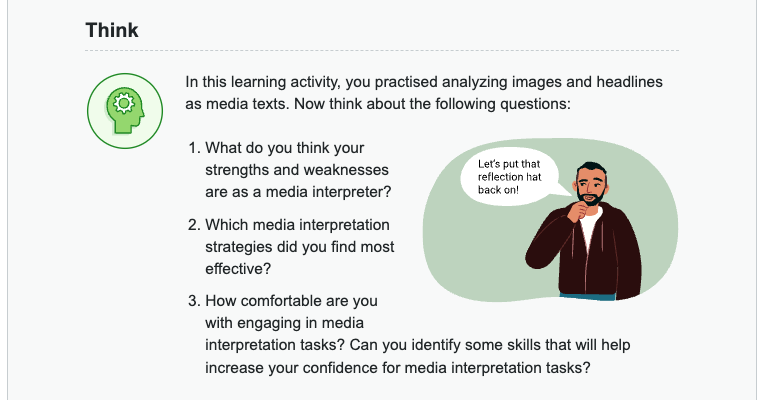 Think
In this learning activity, you practised analyzing images and headlines
as media texts. Now think about the following questions:
1. What do you think your
strengths and weaknesses
are as a media interpreter?
2. Which media interpretation
strategies did you find most
effective?
3. How comfortable are you
with engaging in media
interpretation tasks? Can you identify some skills that will help
increase your confidence for media interpretation tasks?
Let's put that
reflection hat
back on!